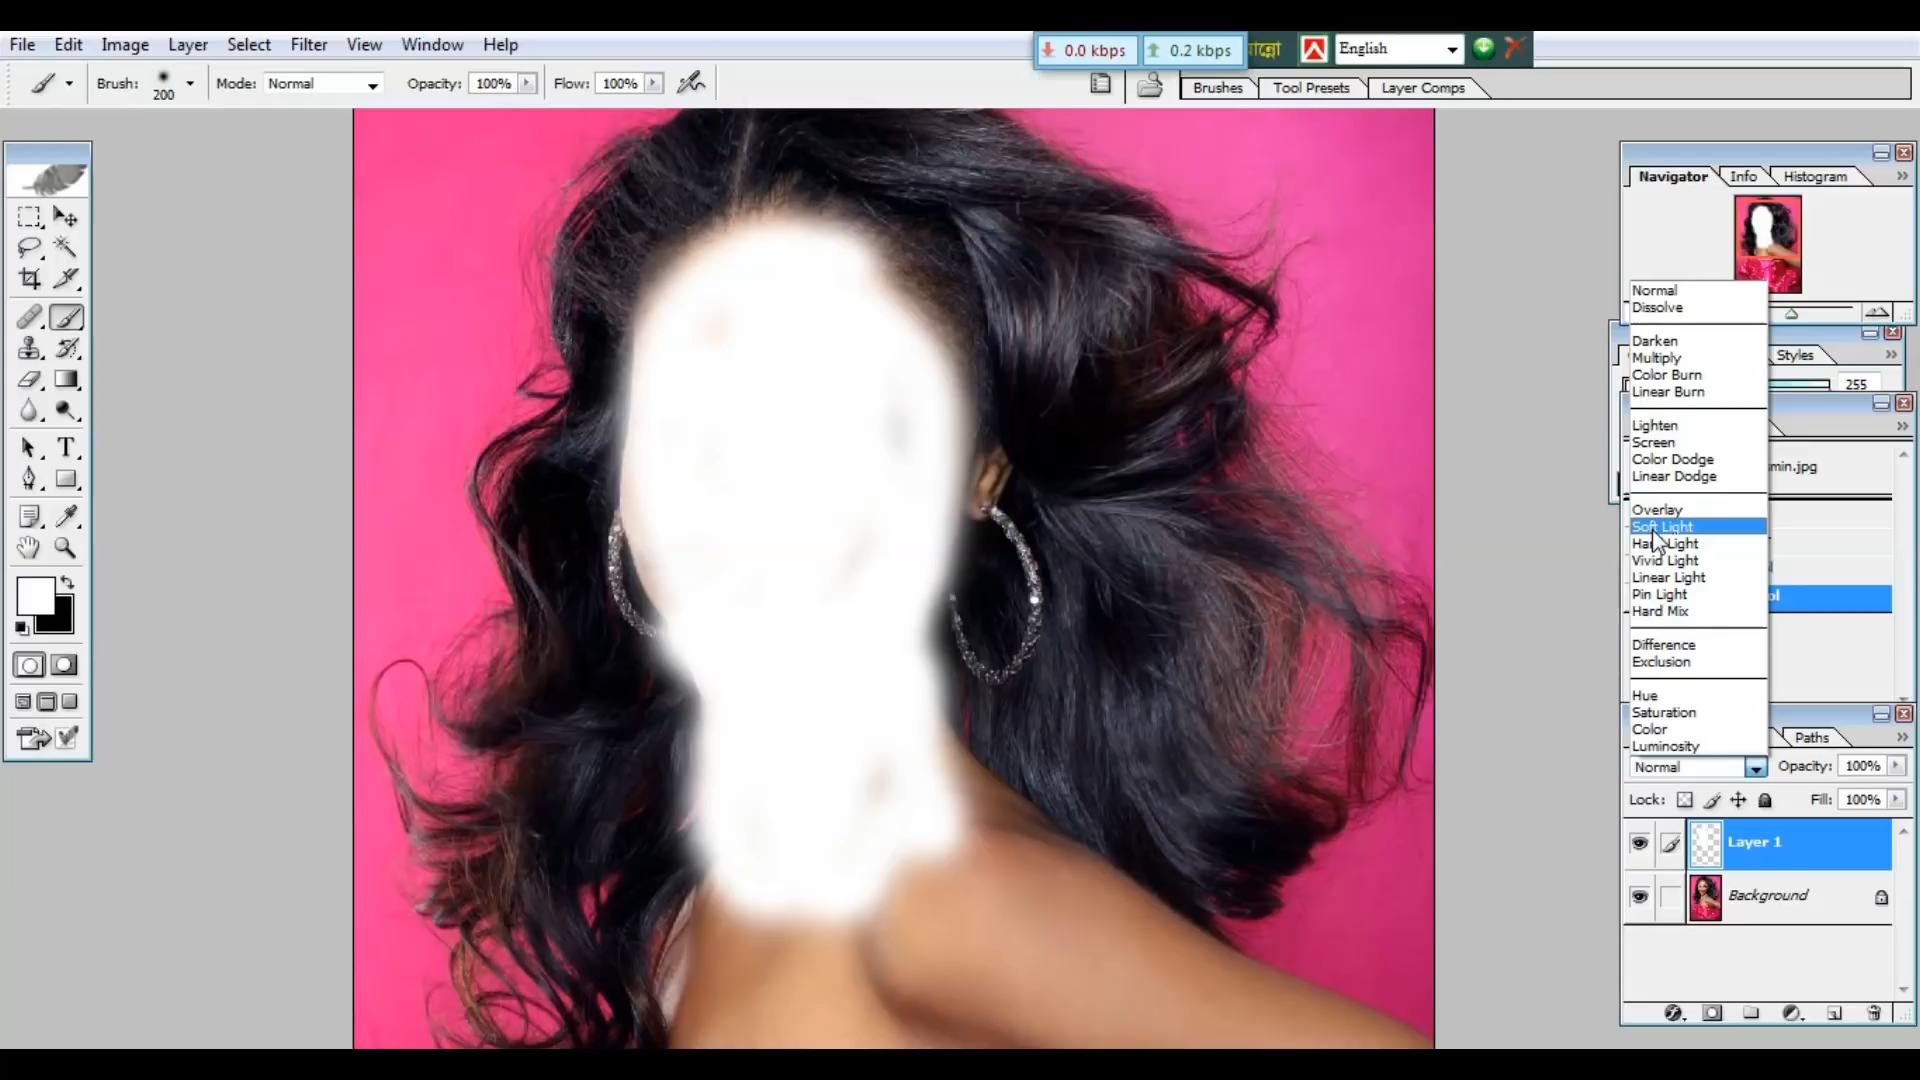 File Edit Image Layer Select Filter View Window Help
0.0 kbps 0.2 kbps English
Brush: 200 Mode: Normal Opacity: 100% Flow: 100%
Brushes Tool Presets Layer Comps
Navigator Info Histogram
Normal
Dissolve
Darken
Multiply
Color Burn
Linear Burn
Lighten
Screen
Color Dodge
Linear Dodge
Overlay
Soft Light
Hard Light
Vivid Light
Linear Light
Pin Light
Hard Mix
Difference
Exclusion
Hue
Saturation
Color
Luminosity
Styles
255
min.jpg
Paths
Normal Opacity: 100%
Lock: Fill: 100%
Layer 1
Background
T